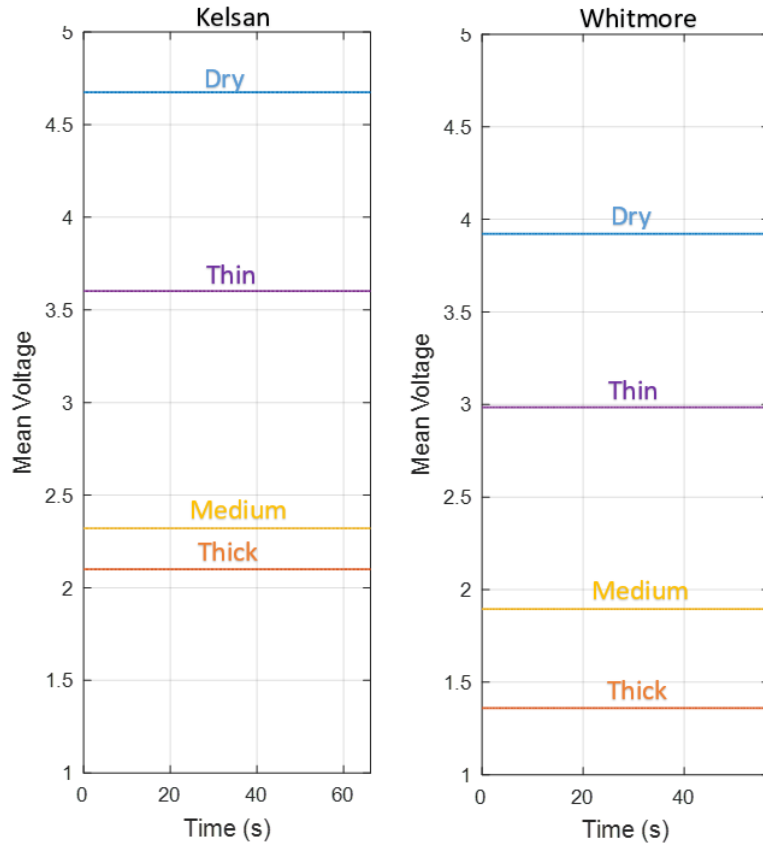 Kelsan
5
4.5
4
3.5
3
2.5
2
1.5
1
Mean Voltage
Dry
Thin
Medium
Thick
0
20
40
60
Time (s)
Whitmore
5
4.5
4
3.5
3
2.5
2
1.5
1
Mean Voltage
Dry
Thin
Medium
Thick
0
20
40
Time (s)